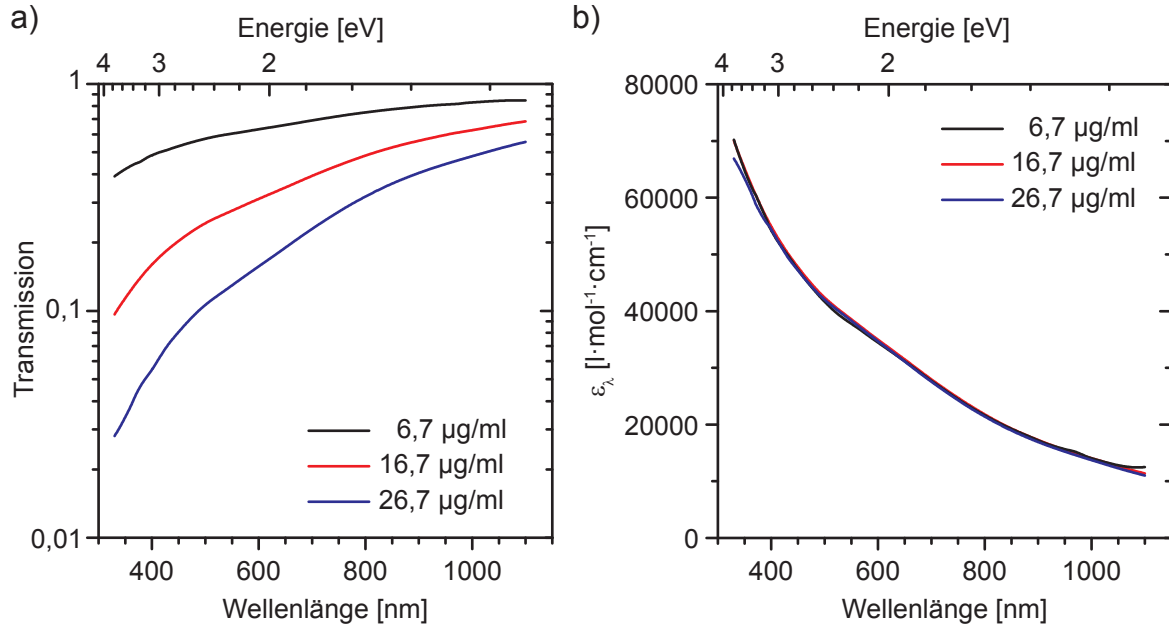 a)
Energie [eV]
4 3 2
1
0,1
0,01
Transmission
6,7 µg/ml
16,7 µg/ml
26,7 µg/ml
400 600 800 1000
Wellenlänge [nm]
b)
Energie [eV]
4 3 2
80000
60000
40000
20000
0
ελ [l·mol⁻¹·cm⁻¹]
6,7 µg/ml
16,7 µg/ml
26,7 µg/ml
400 600 800 1000
Wellenlänge [nm]